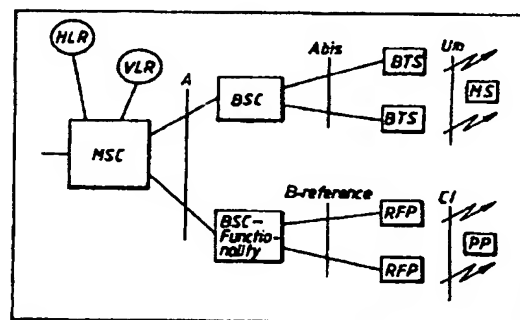 HLR
VLR
A
Abis
Um
BSC
BTS
MS
BTS
MSC
B-reference
CI
BSC-
Functio-
nality
RFP
PP
RFP